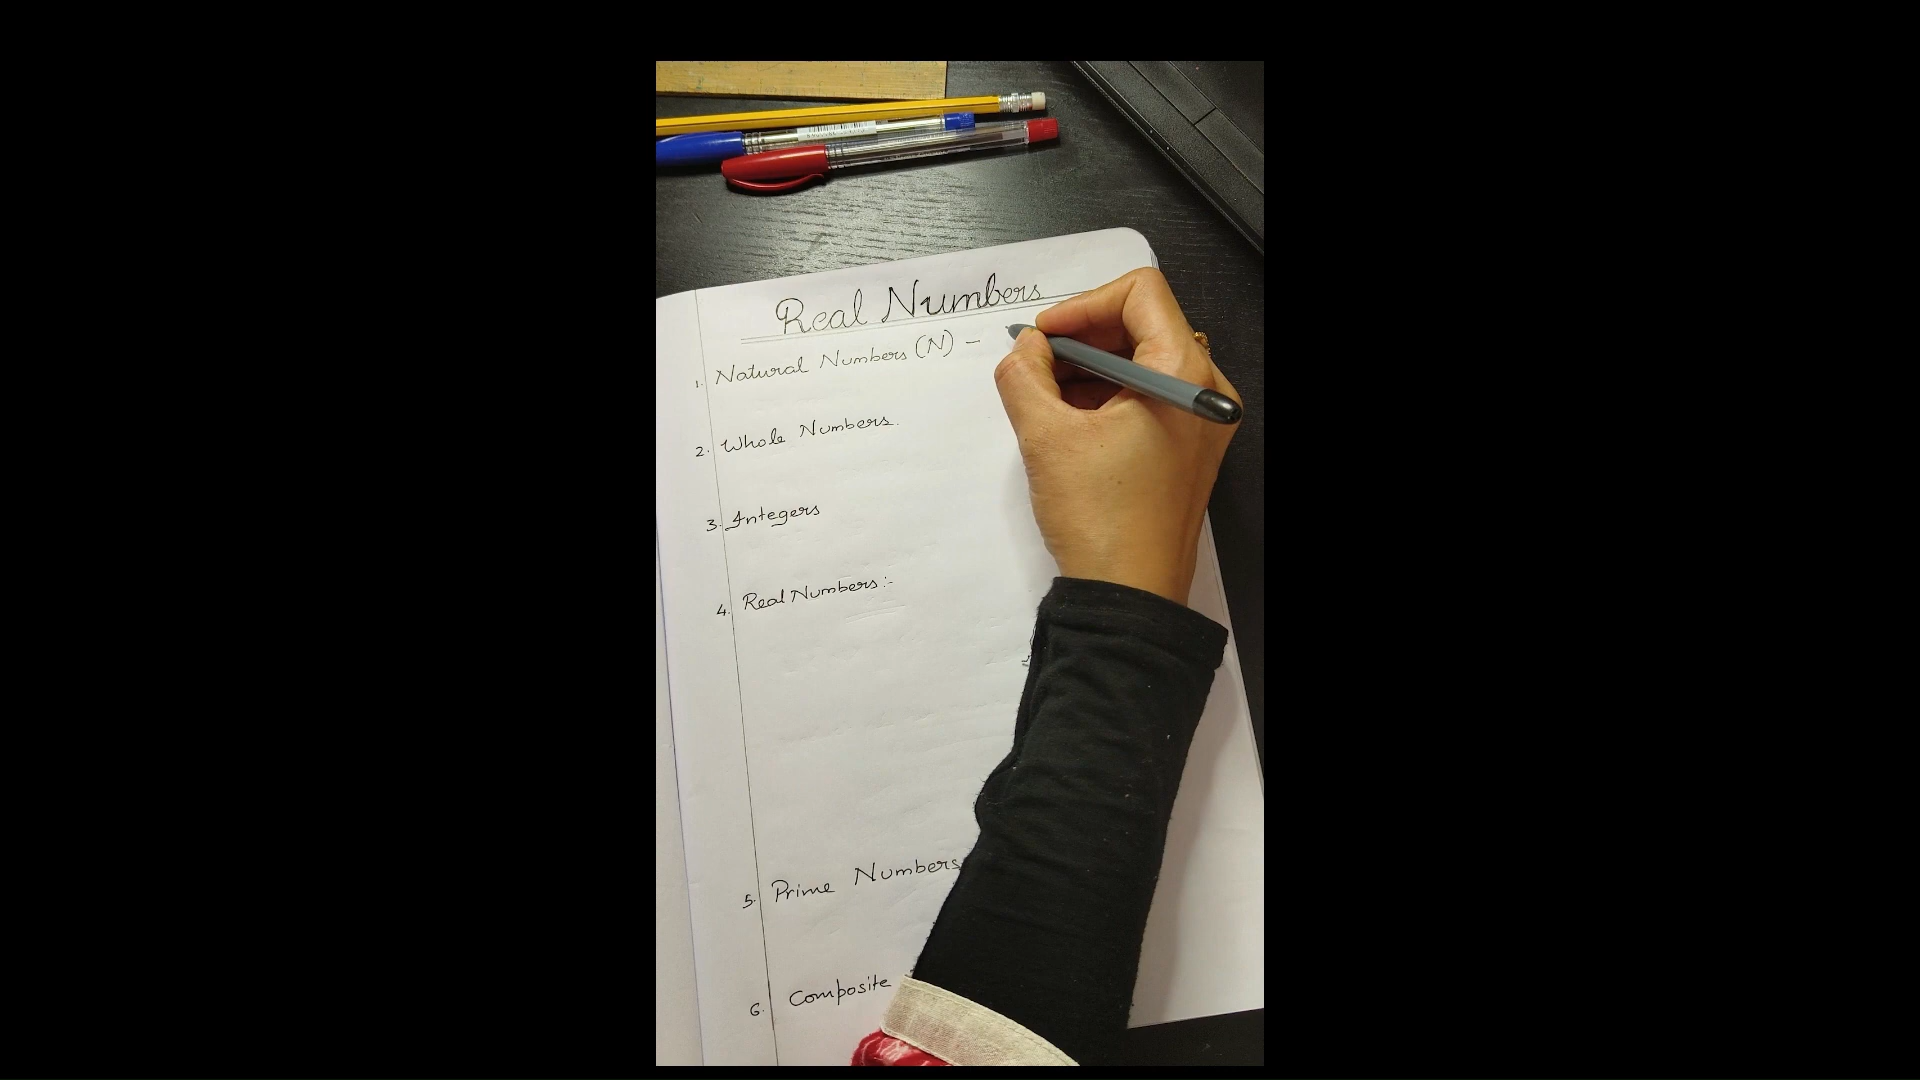 Real Numbers
1. Natural Numbers (N) –
2. Whole Numbers.
3. Integers
4. Real Numbers :-
5. Prime Numbers
6. Composite